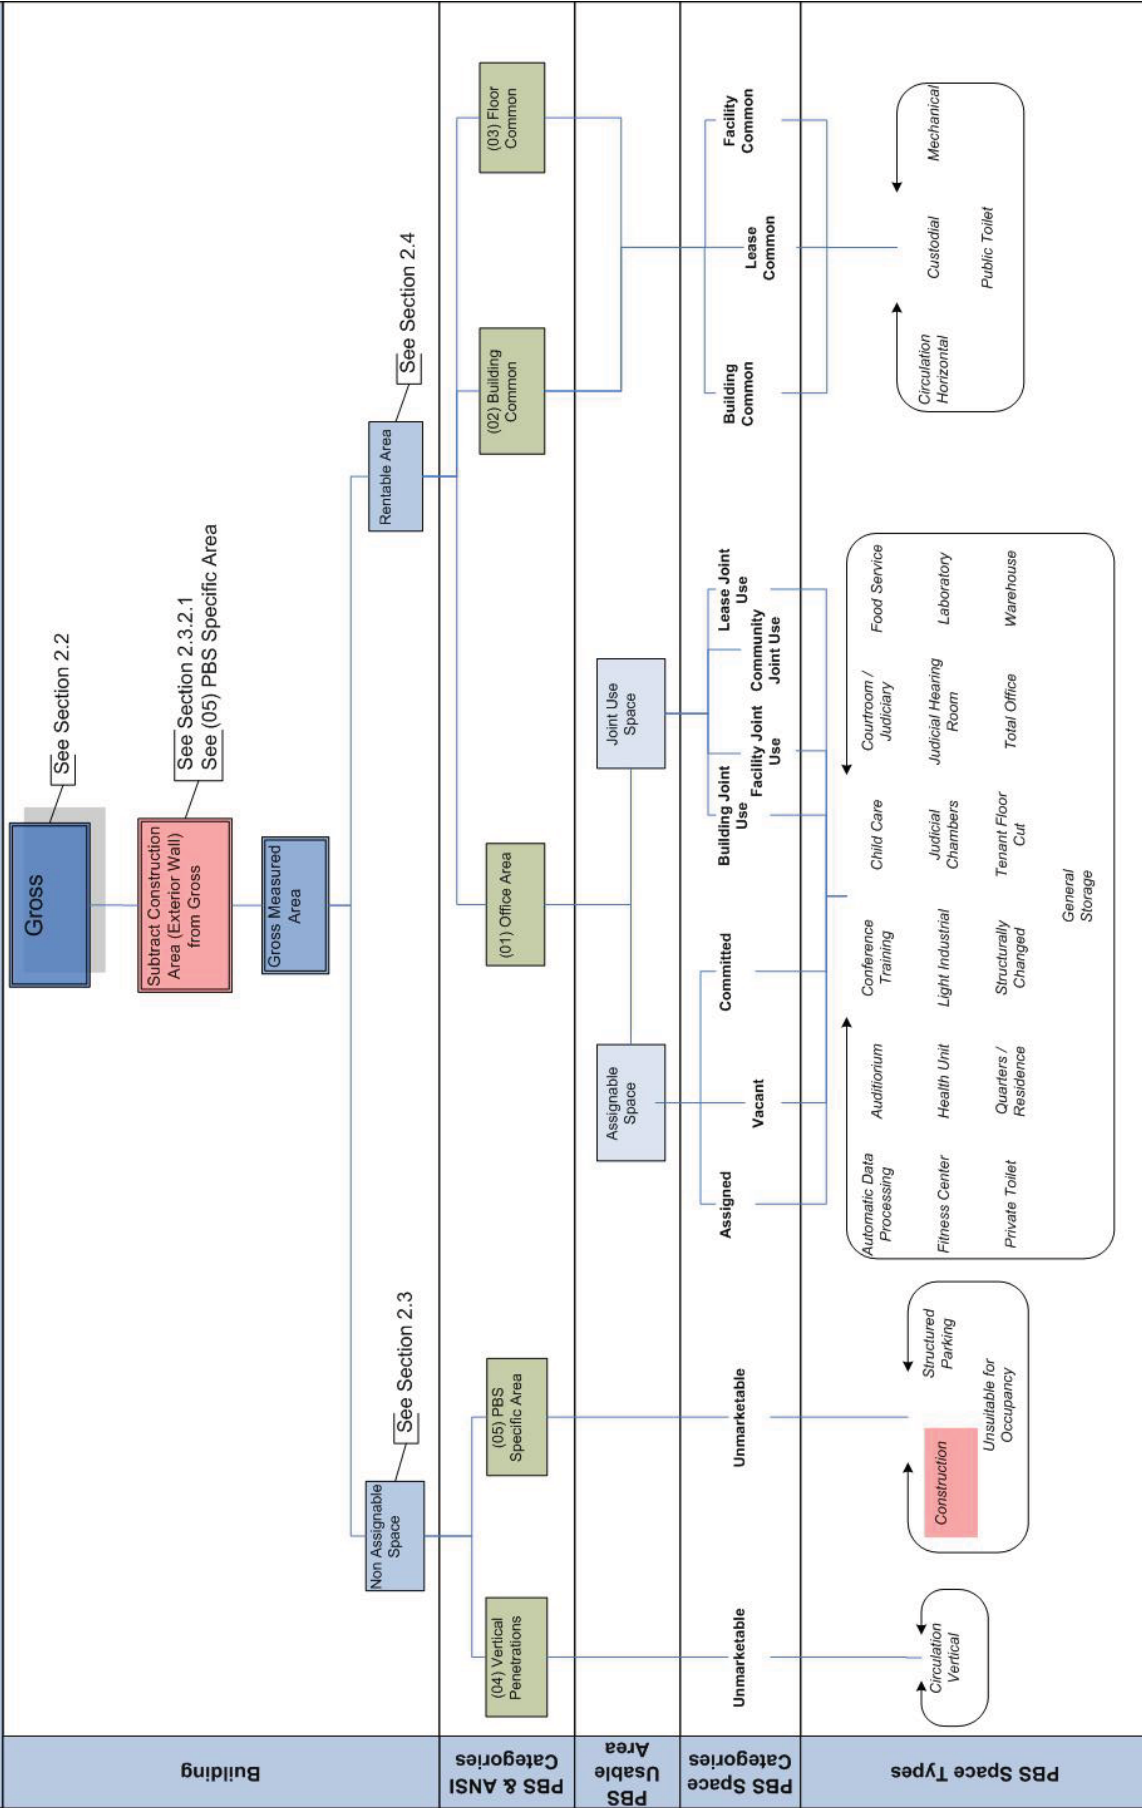 Building
Gross
See Section 2.2
Subtract Construction
Area (Exterior Wall)
from Gross
See Section 2.3.2.1
See (05) PBS Specific Area
Gross Measured
Area
Non Assignable
Space
See Section 2.3
Rentable Area
See Section 2.4
PBS & ANSI
Categories
(04) Vertical
Penetrations
(05) PBS
Specific Area
(01) Office Area
(02) Building
Common
(03) Floor
Common
PBS
Usable
Area
Assignable
Space
Joint Use
Space
PBS Space
Categories
Unmarketable
Unmarketable
Assigned
Vacant
Committed
Building Joint
Use
Facility Joint
Use
Community
Joint Use
Lease Joint
Use
Building
Common
Lease
Common
Facility
Common
PBS Space Types
Circulation
Vertical
Construction
Structured
Parking
Unsuitable for
Occupancy
Automatic Data
Processing
Auditiorium
Conference
Training
Child Care
Courtroom /
Judiciary
Food Service
Fitness Center
Health Unit
Light Industrial
Judicial
Chambers
Judicial Hearing
Room
Laboratory
Private Toilet
Quarters /
Residence
Structurally
Changed
Tenant Floor
Cut
Total Office
Warehouse
General
Storage
Circulation
Horizontal
Custodial
Mechanical
Public Toilet